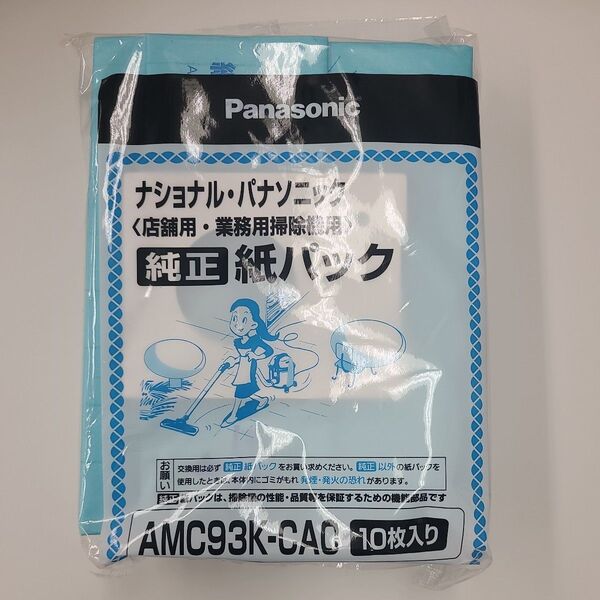 Panasonic
ナショナル・パナソニック
〈店舗用・業務用掃除機用〉
純正 紙パック
お願い
交換用は必ず 純正 紙パック をお買い求めください。 純正 以外の紙パックを
使用したときは、本体内にゴミがもれ 発煙・発火の恐れ があります。
純正 紙パックは、掃除機の性能・品質等を保証するための機能部品です
AMC93K-CA0 10枚入り